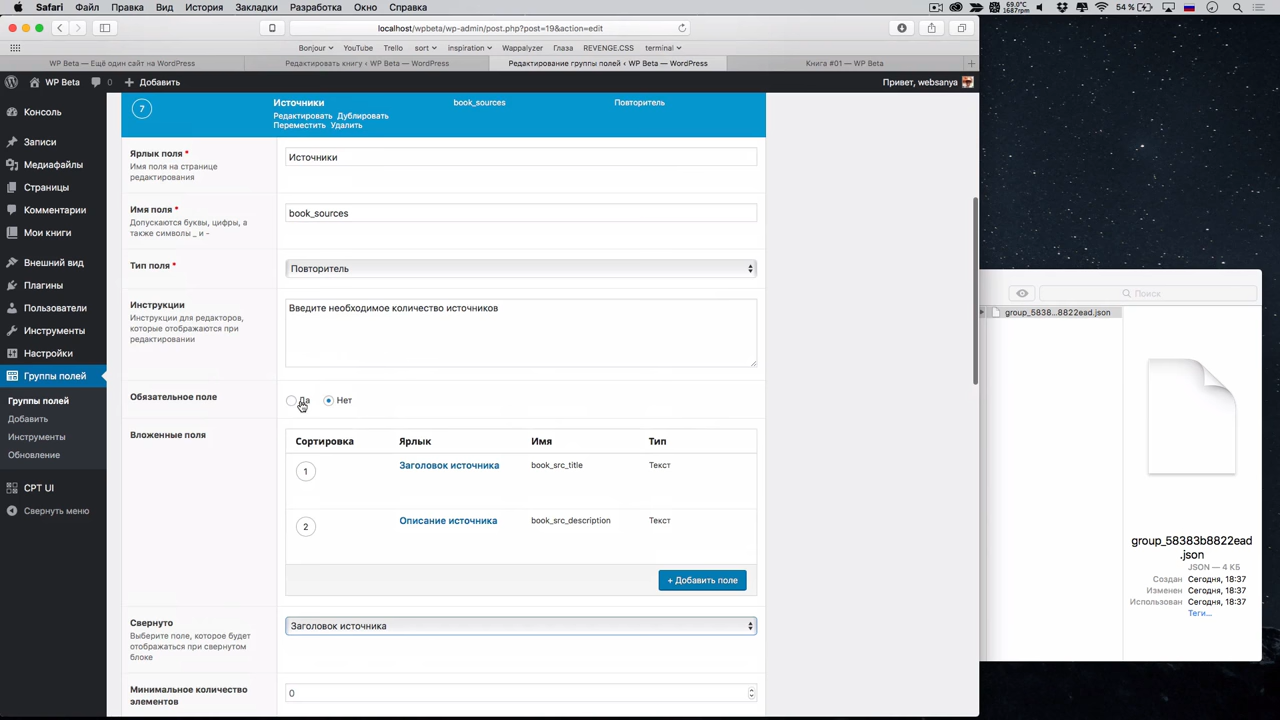 Safari Файл Правка Вид История Закладки Разработка Окно Справка
69.0°C 1987rpm 54 %
localhost/wpbeta/wp-admin/post.php?post=19&action=edit
Bonjour YouTube Trello sort inspiration Wappalyzer Глаза REVENGE.CSS terminal
WP Beta — Ещё один сайт на WordPress
Редактировать книгу ‹ WP Beta — WordPress
Редактирование группы полей ‹ WP Beta — WordPress
Книга #01 — WP Beta
WP Beta 0 Добавить
Привет, websanya
Консоль
Записи
Медиафайлы
Страницы
Комментарии
Мои книги
Внешний вид
Плагины
Пользователи
Инструменты
Настройки
Группы полей
Группы полей
Добавить
Инструменты
Обновление
CPT UI
Свернуть меню
7 Источники book_sources Повторитель
Редактировать Дублировать
Переместить Удалить
Ярлык поля *
Имя поля на странице
редактирования
Источники
Имя поля *
Допускаются буквы, цифры, а
также символы _ и -
book_sources
Тип поля *
Повторитель
Инструкции
Инструкции для редакторов,
которые отображаются при
редактировании
Введите необходимое количество источников
Обязательное поле
Да Нет
Вложенные поля
Сортировка Ярлык Имя Тип
1 Заголовок источника book_src_title Текст
2 Описание источника book_src_description Текст
+ Добавить поле
Свернуто
Выберите поле, которое будет
отображаться при свернутом
блоке
Заголовок источника
Минимальное количество
элементов
0
Поиск
group_5838...8822ead.json
group_58383b8822ead
.json
JSON — 4 КБ
Создан Сегодня, 18:37
Изменен Сегодня, 18:37
Использован Сегодня, 18:37
Теги...